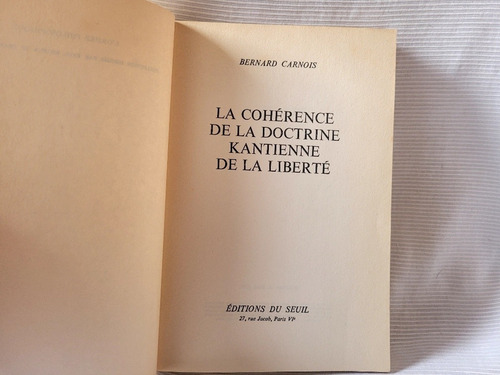 BERNARD CARNOIS
LA COHÉRENCE
DE LA DOCTRINE
KANTIENNE
DE LA LIBERTÉ
ÉDITIONS DU SEUIL
27, rue Jacob, Paris VIᵉ